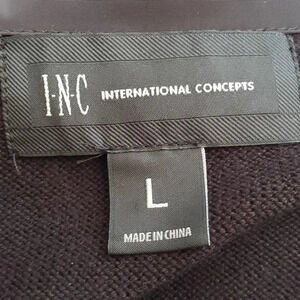 I·N·C INTERNATIONAL CONCEPTS
L
MADE IN CHINA